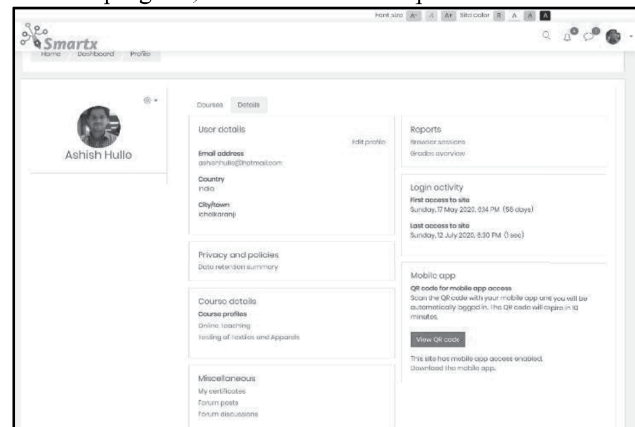 Font size A- A A+ Site color R A A A
Smartx
Home Dashboard Profile
Ashish Hulle
Courses Details
User details
Edit profile
Email address
ashishhulle@hotmail.com
Country
India
City/town
Ichalkaranji
Privacy and policies
Data retention summary
Course details
Course profiles
Online Teaching
Testing of Textiles and Apparels
Miscellaneous
My certificates
Forum posts
Forum discussions
Reports
Browser sessions
Grades overview
Login activity
First access to site
Sunday, 17 May 2020, 6:14 PM (56 days)
Last access to site
Sunday, 12 July 2020, 6:30 PM (1 sec)
Mobile app
QR code for mobile app access
Scan the QR code with your mobile app and you will be
automatically logged in. The QR code will expire in 10
minutes.
View QR code
This site has mobile app access enabled.
Download the mobile app.